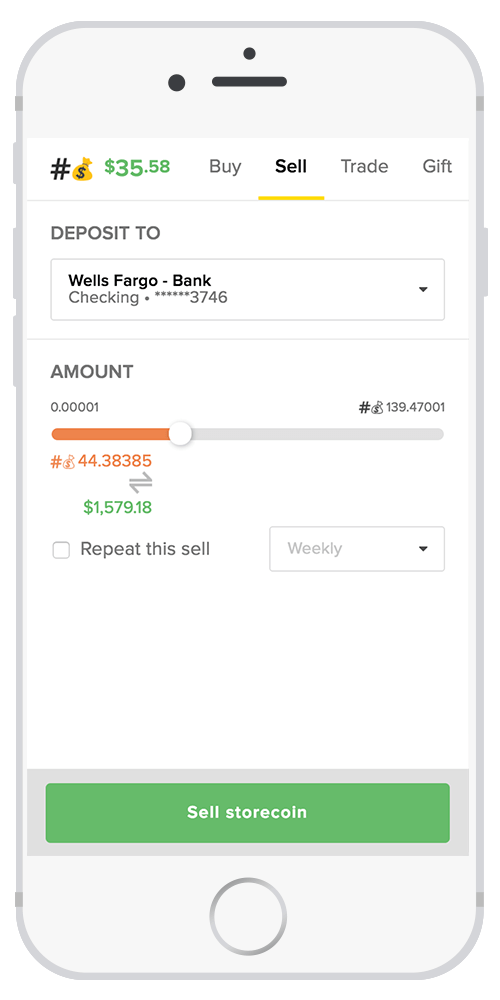 #💰 $35.58 Buy Sell Trade Gift
DEPOSIT TO
Wells Fargo - Bank
Checking • ******3746
AMOUNT
0.00001 #💰 139.47001
#💰 44.38385
$1,579.18
Repeat this sell Weekly
Sell storecoin